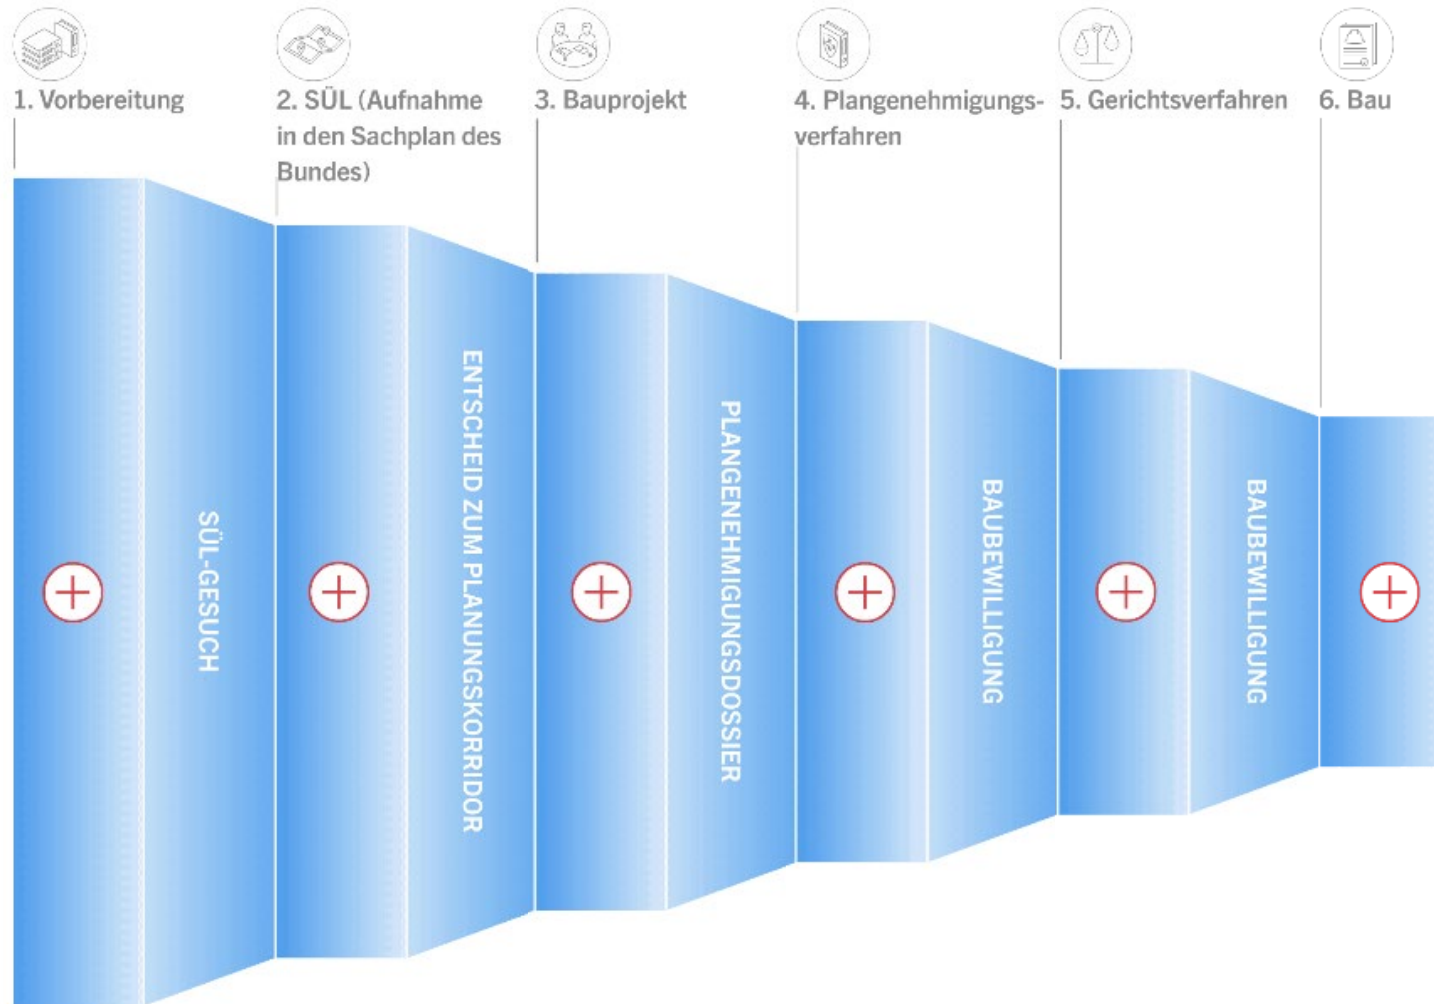 1. Vorbereitung
2. SÜL (Aufnahme
in den Sachplan des
Bundes)
3. Bauprojekt
4. Plangenehmigungs-
verfahren
5. Gerichtsverfahren
6. Bau
SÜL-GESUCH
ENTSCHEID ZUM PLANUNGSKORRIDOR
PLANGENEHMIGUNGSDOSSIER
BAUBEWILLIGUNG
BAUBEWILLIGUNG